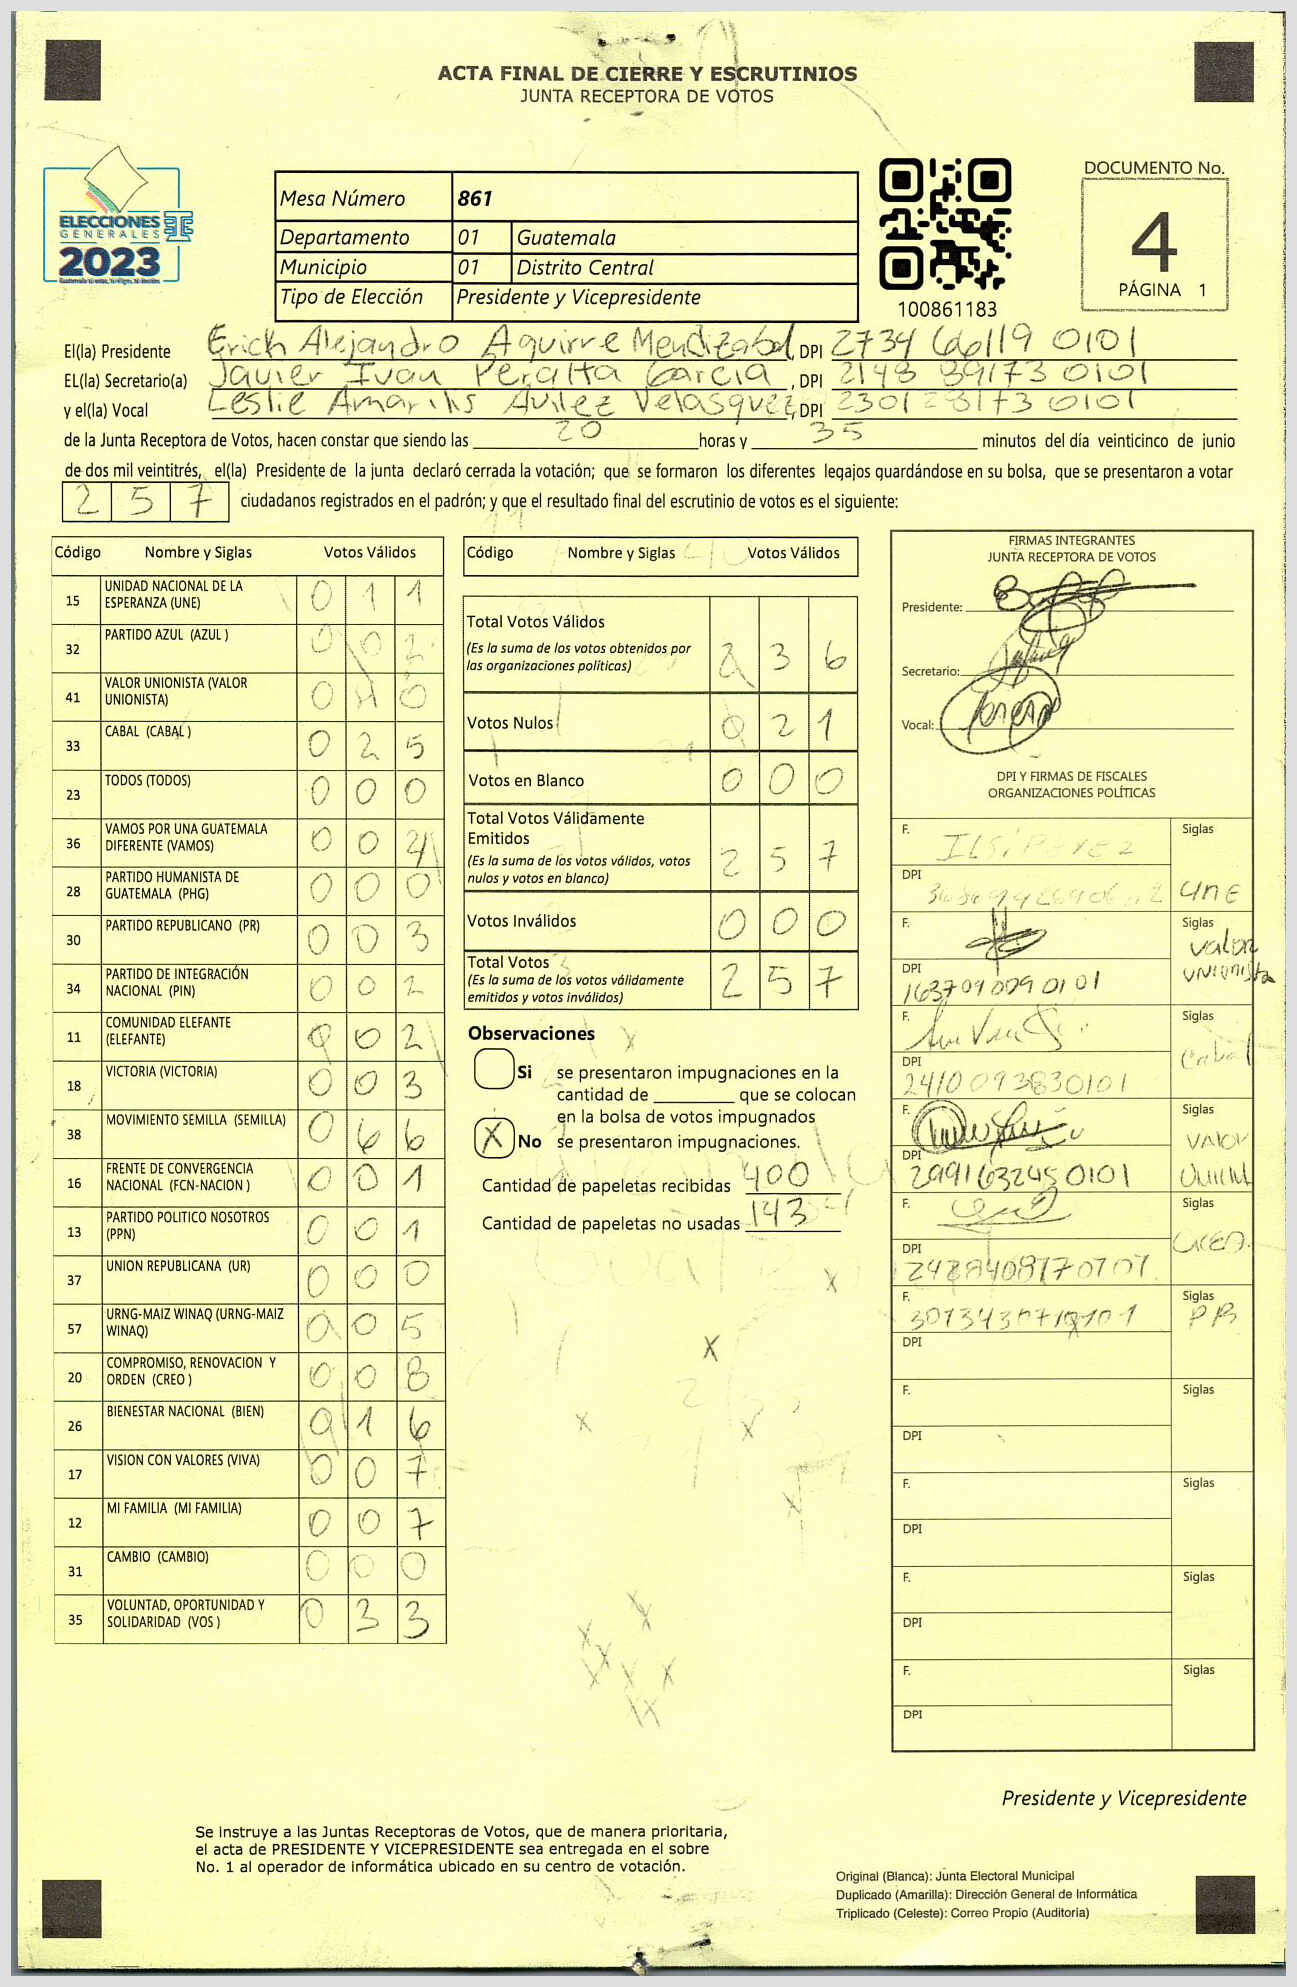 ACTA FINAL DE CIERRE Y ESCRUTINIOS
JUNTA RECEPTORA DE VOTOS
ELECCIONES
GENERALES
2023
Mesa Número 861
Departamento 01 Guatemala
Municipio 01 Distrito Central
Tipo de Elección Presidente y Vicepresidente
100861183
DOCUMENTO No.
4
PÁGINA 1
El(la) Presidente Erich Alejandro Aguirre Mendizabal, DPI 2734 66119 0101
EL(la) Secretario(a) Javier Ivan Peralta Garcia, DPI 2148 89173 0101
y el(la) Vocal Leslie Amarilis Avilez Velasquez, DPI 2301 28173 0101
de la Junta Receptora de Votos, hacen constar que siendo las 20 horas y 35 minutos del día veinticinco de junio
de dos mil veintitrés, el(la) Presidente de la junta declaró cerrada la votación; que se formaron los diferentes legajos guardándose en su bolsa, que se presentaron a votar
2 5 7 ciudadanos registrados en el padrón; y que el resultado final del escrutinio de votos es el siguiente:
Código Nombre y Siglas Votos Válidos
15 UNIDAD NACIONAL DE LA ESPERANZA (UNE) 0 1 1
32 PARTIDO AZUL (AZUL ) 0 0 2
41 VALOR UNIONISTA (VALOR UNIONISTA) 0 4 0
33 CABAL (CABAL ) 0 2 5
23 TODOS (TODOS) 0 0 0
36 VAMOS POR UNA GUATEMALA DIFERENTE (VAMOS) 0 0 4
28 PARTIDO HUMANISTA DE GUATEMALA (PHG) 0 0 0
30 PARTIDO REPUBLICANO (PR) 0 0 3
34 PARTIDO DE INTEGRACIÓN NACIONAL (PIN) 0 0 2
11 COMUNIDAD ELEFANTE (ELEFANTE) 0 0 2
18 VICTORIA (VICTORIA) 0 0 3
38 MOVIMIENTO SEMILLA (SEMILLA) 0 6 6
16 FRENTE DE CONVERGENCIA NACIONAL (FCN-NACION ) 0 0 1
13 PARTIDO POLITICO NOSOTROS (PPN) 0 0 1
37 UNION REPUBLICANA (UR) 0 0 0
57 URNG-MAIZ WINAQ (URNG-MAIZ WINAQ) 0 0 5
20 COMPROMISO, RENOVACION Y ORDEN (CREO ) 0 0 8
26 BIENESTAR NACIONAL (BIEN) 0 1 6
17 VISION CON VALORES (VIVA) 0 0 7
12 MI FAMILIA (MI FAMILIA) 0 0 7
31 CAMBIO (CAMBIO) 0 0 0
35 VOLUNTAD, OPORTUNIDAD Y SOLIDARIDAD (VOS ) 0 3 3
Código Nombre y Siglas Votos Válidos
Total Votos Válidos 2 3 6
(Es la suma de los votos obtenidos por
las organizaciones politicas)
Votos Nulos 0 2 1
Votos en Blanco 0 0 0
Total Votos Válidamente
Emitidos 2 5 7
(Es la suma de los votos válidos, votos
nulos y votos en blanco)
Votos Inválidos 0 0 0
Total Votos 2 5 7
(Es la suma de los votos válidamente
emitidos y votos inválidos)
Observaciones
Si se presentaron impugnaciones en la
cantidad de ________ que se colocan
en la bolsa de votos impugnados
X No se presentaron impugnaciones.
Cantidad de papeletas recibidas 400
Cantidad de papeletas no usadas 143
FIRMAS INTEGRANTES
JUNTA RECEPTORA DE VOTOS
Presidente:
Secretario:
Vocal:
DPI Y FIRMAS DE FISCALES
ORGANIZACIONES POLÍTICAS
F. Ilsi Perez Siglas
DPI UNE
F. Siglas Valor
DPI 163709009 0101 Unionista
F. Siglas
DPI 2410093830101 Cabal
F. Siglas Valor
DPI 299163245 0101
F. Siglas
DPI
F. Siglas
DPI
F. Siglas
DPI
F. Siglas
DPI
F. Siglas
DPI
F. Siglas
DPI
Presidente y Vicepresidente
Se instruye a las Juntas Receptoras de Votos, que de manera prioritaria,
el acta de PRESIDENTE Y VICEPRESIDENTE sea entregada en el sobre
No. 1 al operador de informática ubicado en su centro de votación.
Original (Blanca): Junta Electoral Municipal
Duplicado (Amarilla): Dirección General de Informática
Triplicado (Celeste): Correo Propio (Auditoría)